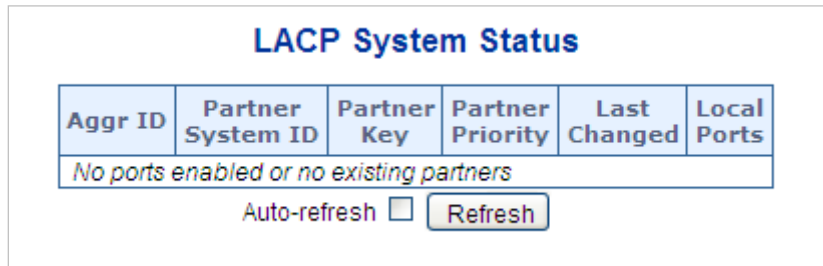 LACP System Status
Aggr ID Partner System ID Partner Key Partner Priority Last Changed Local Ports
No ports enabled or no existing partners
Auto-refresh Refresh